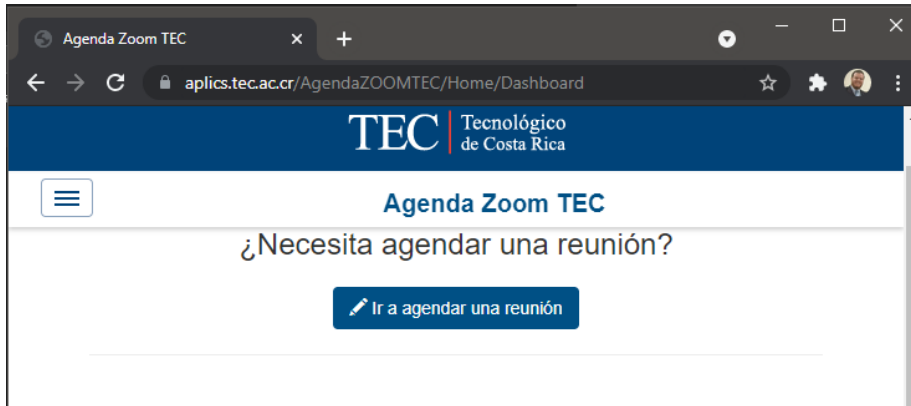 Agenda Zoom TEC
aplics.tec.ac.cr/AgendaZOOMTEC/Home/Dashboard
TEC Tecnológico
de Costa Rica
Agenda Zoom TEC
¿Necesita agendar una reunión?
Ir a agendar una reunión